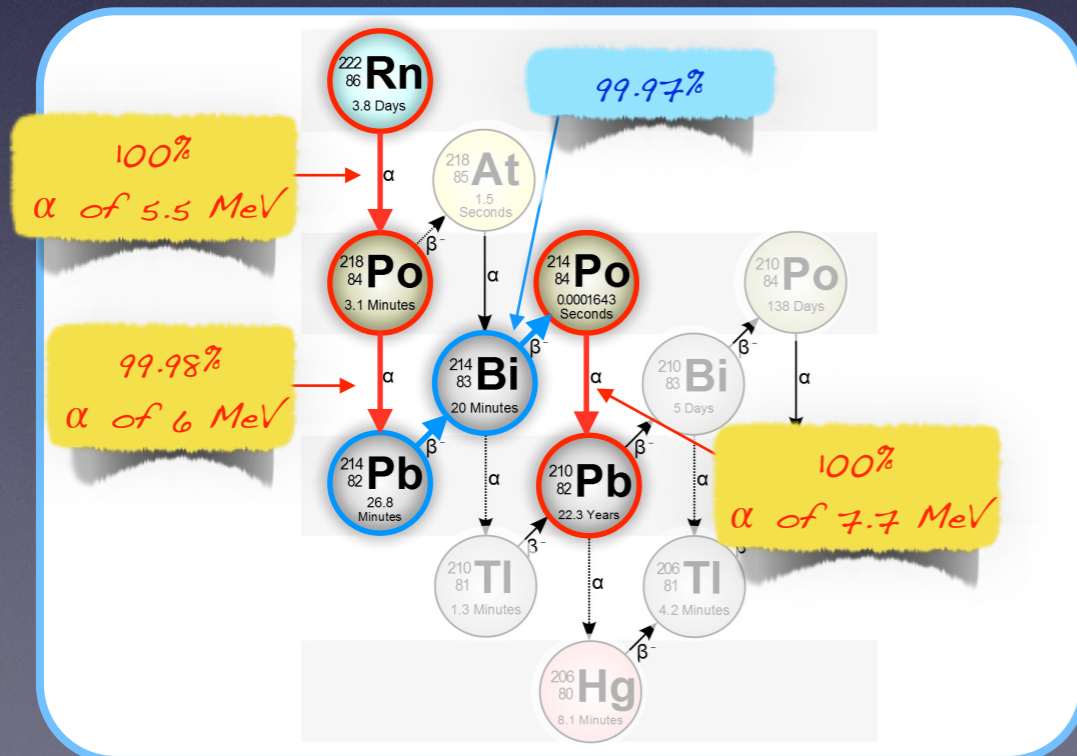 222
86 Rn
3.8 Days
99.97%
100%
α of 5.5 MeV
α
218
85 At
1.5
Seconds
β-
218
84 Po
3.1 Minutes
α
214
84 Po
0.0001643
Seconds
210
84 Po
138 Days
99.98%
α of 6 MeV
α
214
83 Bi
20 Minutes
β-
α
210
83 Bi
5 Days
β-
α
214
82 Pb
26.8
Minutes
β-
α
210
82 Pb
22.3 Years
β-
α
100%
α of 7.7 MeV
210
81 Tl
1.3 Minutes
β-
α
206
81 Tl
4.2 Minutes
β
206
80 Hg
8.1 Minutes
β-